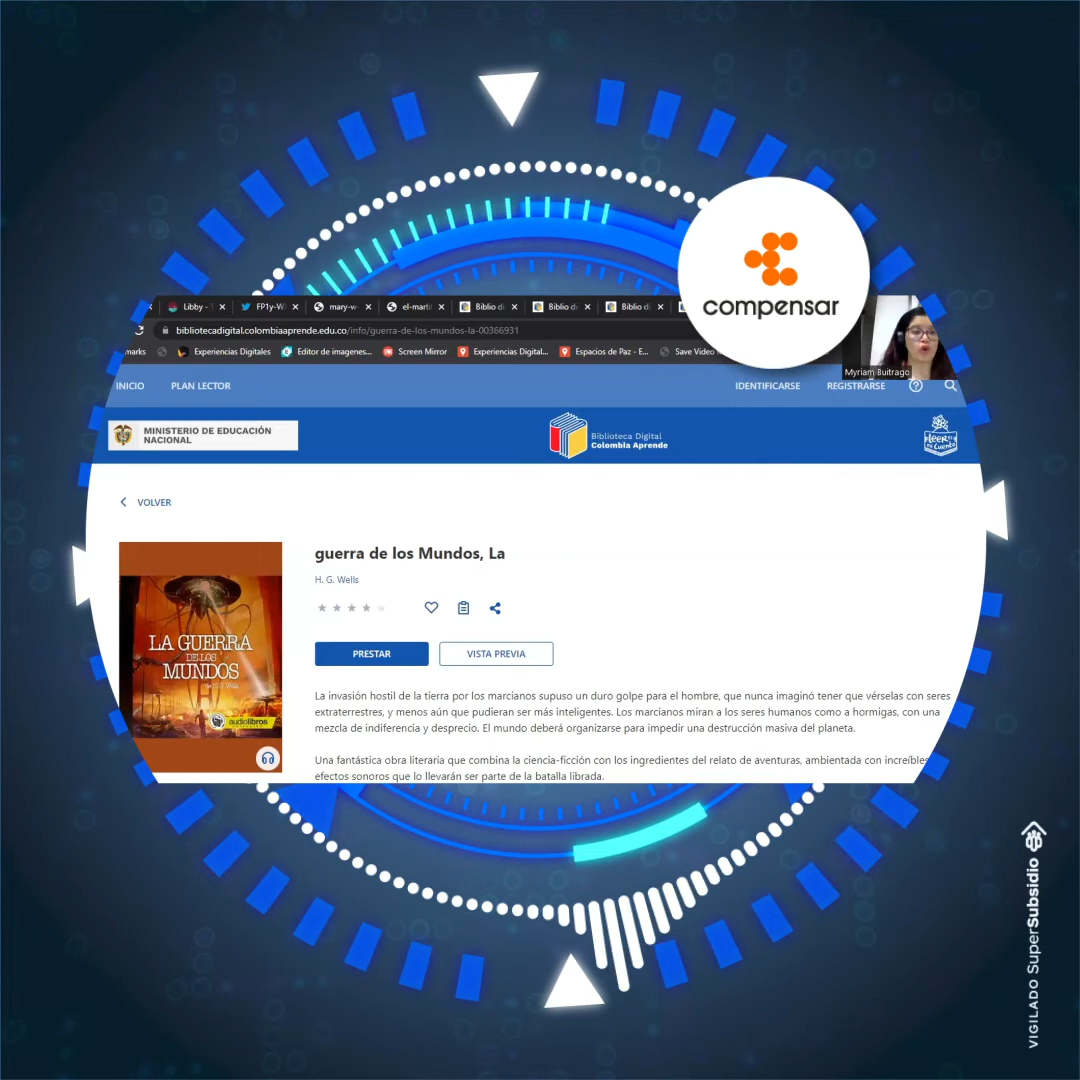 compensar
Libby -
FP1y-W
mary-w
el-marti
Biblio di
Biblio di
Biblio di
bibliotecadigital.colombiaaprende.edu.co/info/guerra-de-los-mundos-la-00366931
marks
Experiencias Digitales
Editor de imagenes...
Screen Mirror
Experiencias Digital...
Espacios de Paz - E...
Save Video
Myriam Buitrago
INICIO
PLAN LECTOR
IDENTIFICARSE
REGISTRARSE
MINISTERIO DE EDUCACIÓN
NACIONAL
Biblioteca Digital
Colombia Aprende
Leer es
mi Cuento
VOLVER
guerra de los Mundos, La
H. G. Wells
LA GUERRA
DE LOS
MUNDOS
audiolibros
PRESTAR
VISTA PREVIA
La invasión hostil de la tierra por los marcianos supuso un duro golpe para el hombre, que nunca imaginó tener que vérselas con seres
extraterrestres, y menos aún que pudieran ser más inteligentes. Los marcianos miran a los seres humanos como a hormigas, con una
mezcla de indiferencia y desprecio. El mundo deberá organizarse para impedir una destrucción masiva del planeta.
Una fantástica obra literaria que combina la ciencia-ficción con los ingredientes del relato de aventuras, ambientada con increíbles
efectos sonoros que lo llevarán ser parte de la batalla librada.
VIGILADO SuperSubsidio